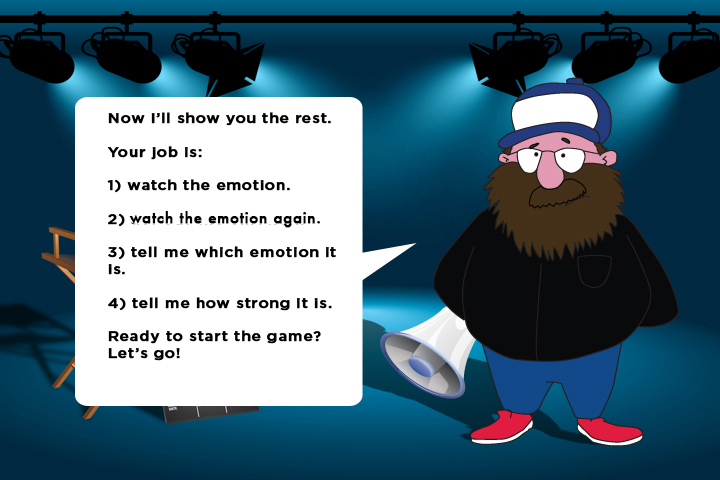 Now I'll show you the rest.
Your job is:
1) watch the emotion.
2) watch the emotion again.
3) tell me which emotion it
is.
4) tell me how strong it is.
Ready to start the game?
Let's go!